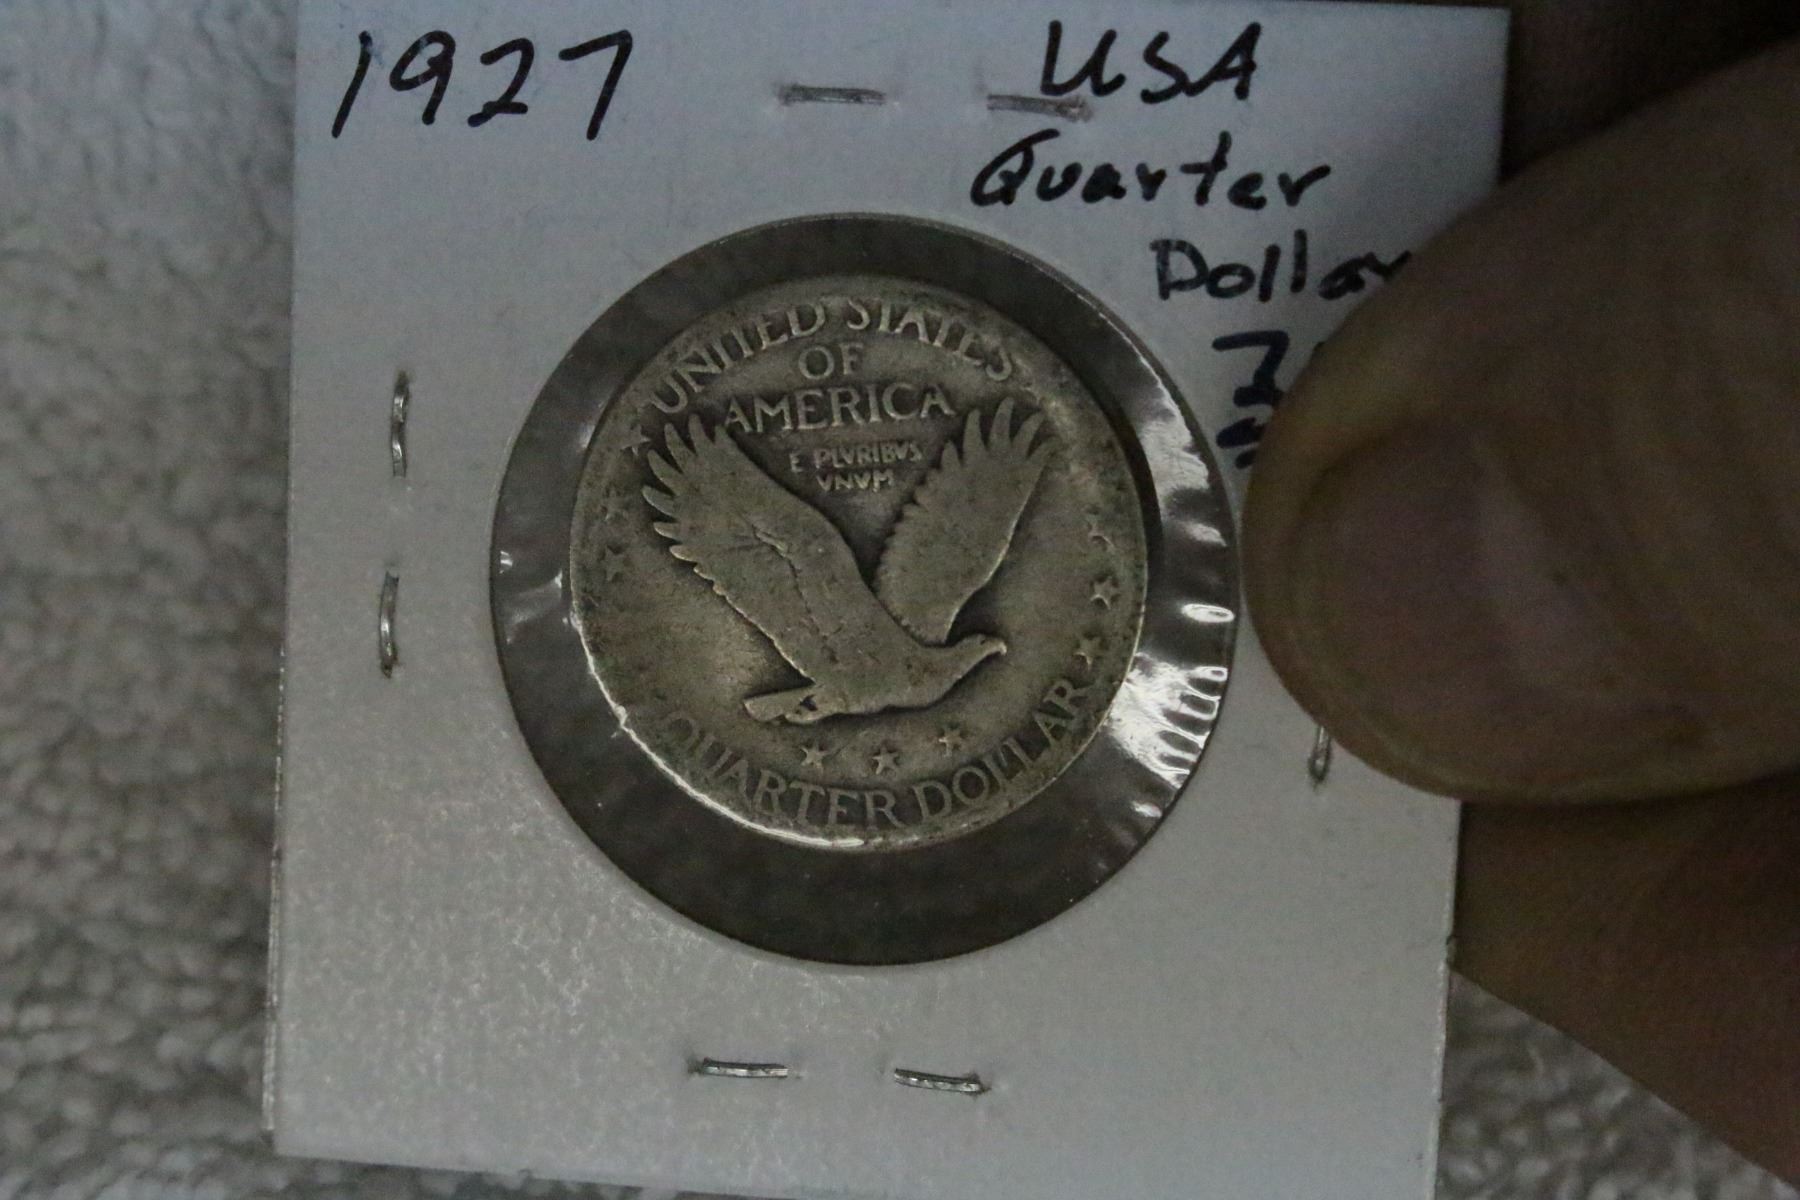 1927 USA
Quarter
Dollar
UNITED STATES
OF
AMERICA
E PLVRIBVS
VNVM
QUARTER DOLLAR